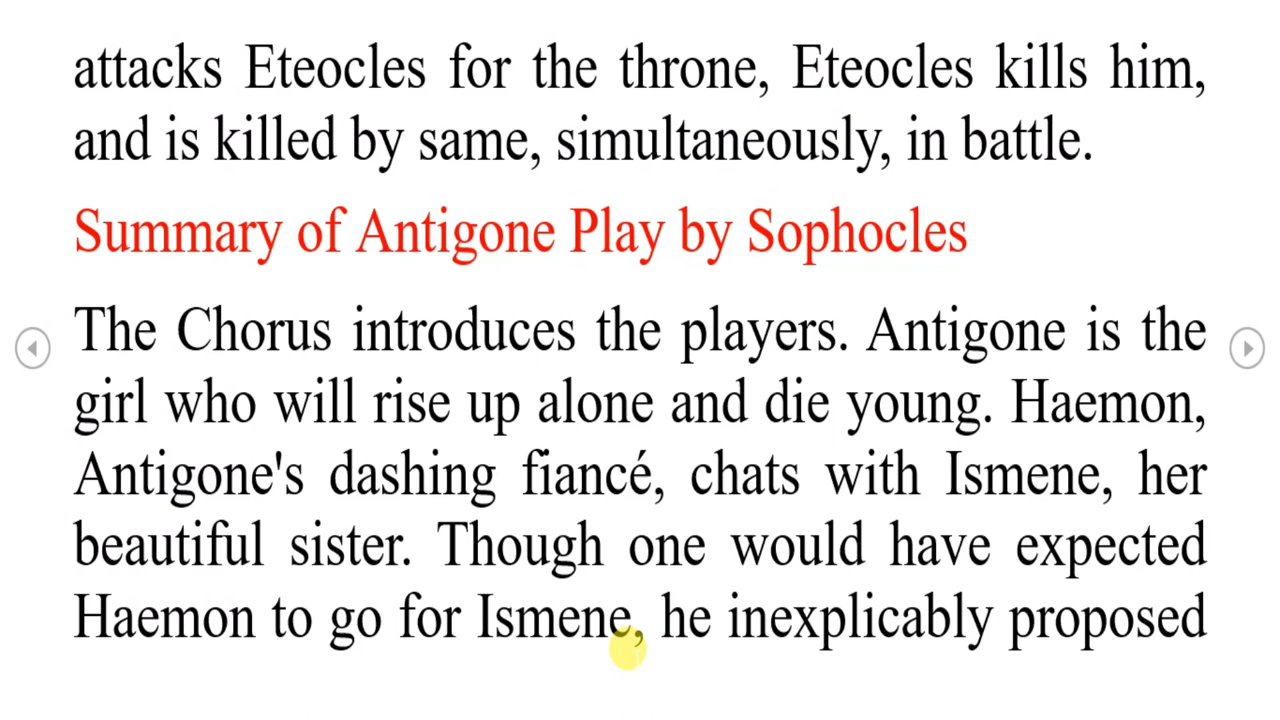 attacks Eteocles for the throne, Eteocles kills him,
and is killed by same, simultaneously, in battle.
Summary of Antigone Play by Sophocles
The Chorus introduces the players. Antigone is the
girl who will rise up alone and die young. Haemon,
Antigone's dashing fiancé, chats with Ismene, her
beautiful sister. Though one would have expected
Haemon to go for Ismene, he inexplicably proposed